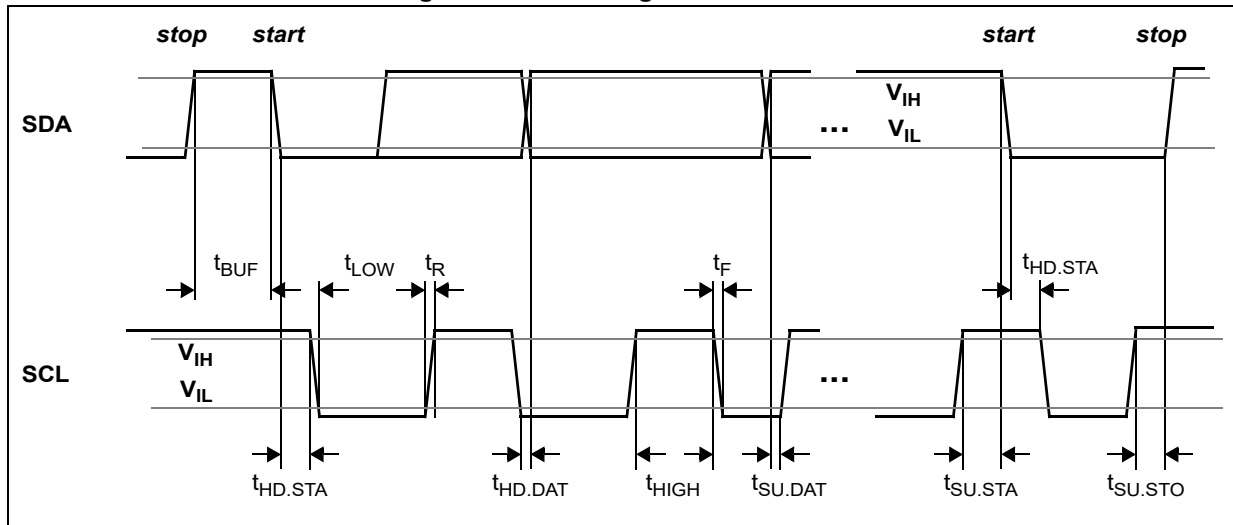 stop start start stop
SDA
V_IH
V_IL
...
t_BUF t_LOW t_R t_F t_HD.STA
SCL
V_IH
V_IL
...
t_HD.STA t_HD.DAT t_HIGH t_SU.DAT t_SU.STA t_SU.STO